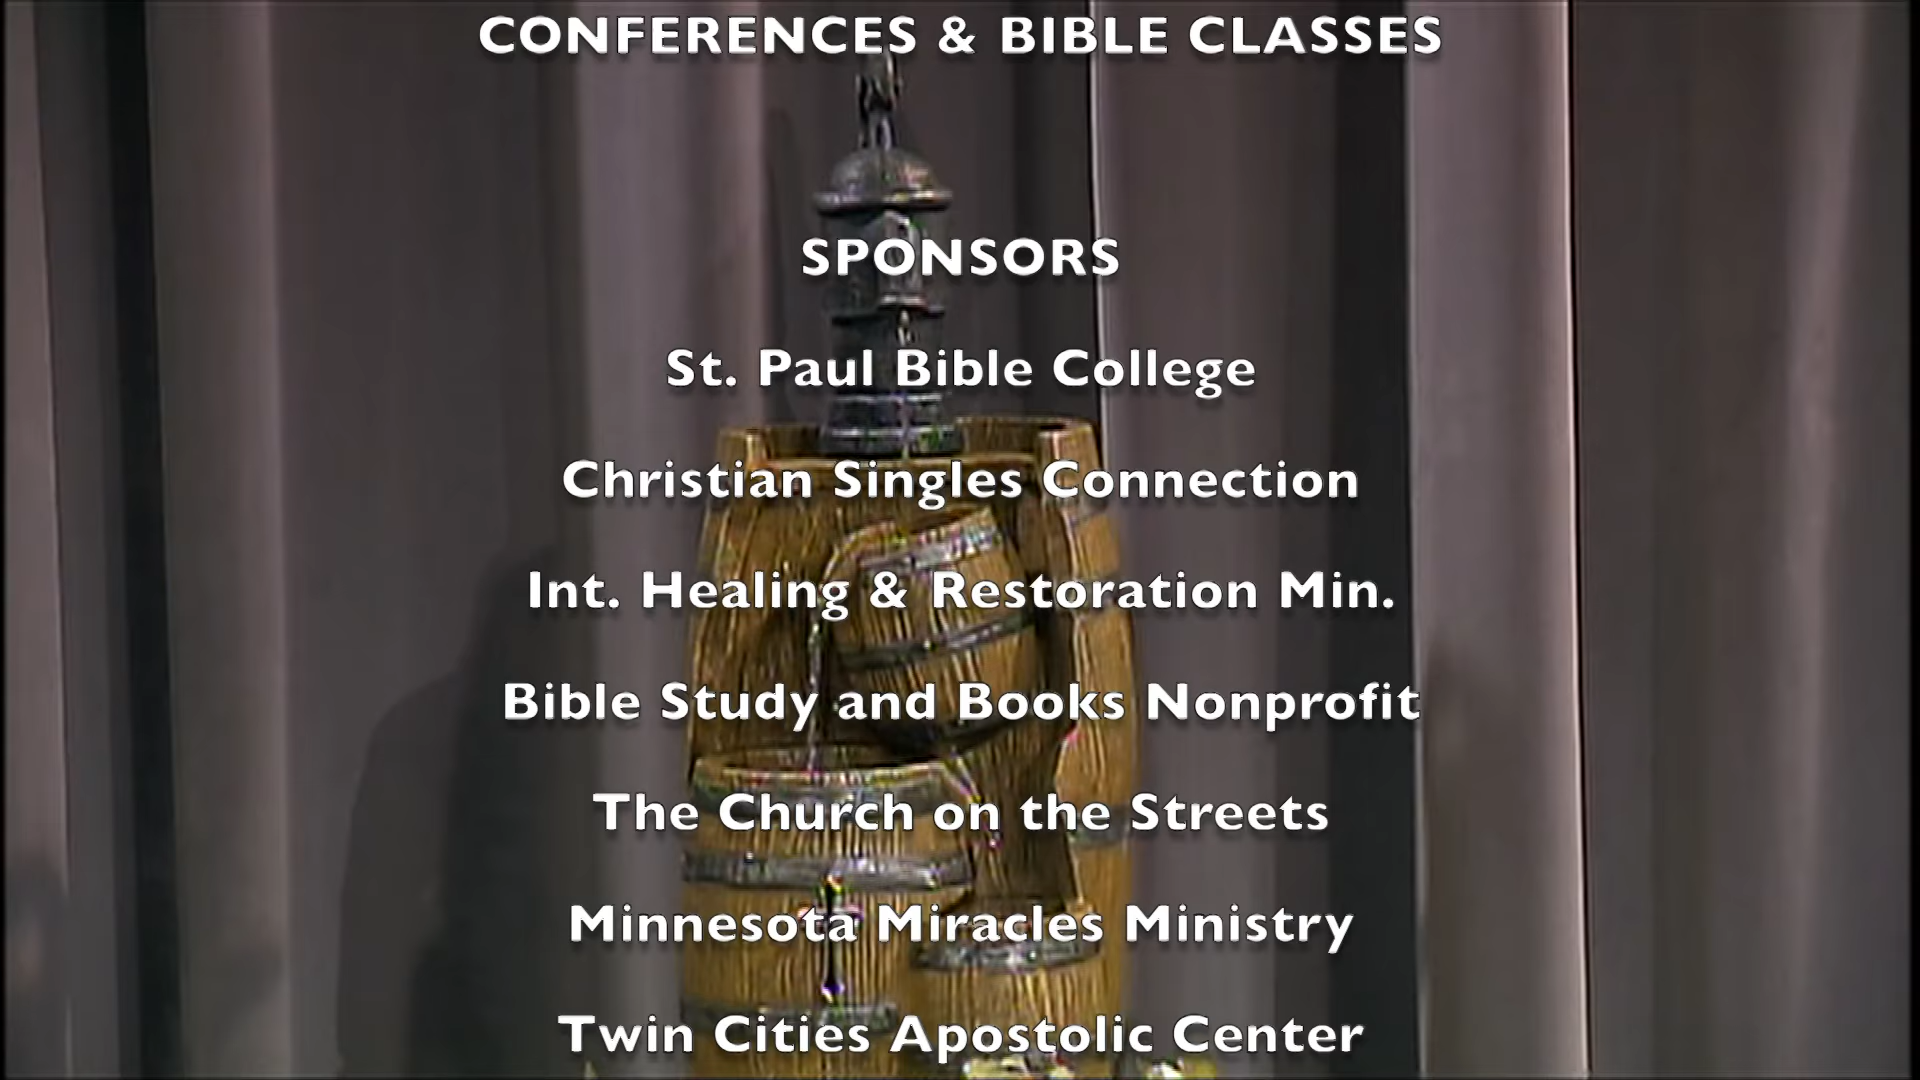 CONFERENCES & BIBLE CLASSES
SPONSORS
St. Paul Bible College
Christian Singles Connection
Int. Healing & Restoration Min.
Bible Study and Books Nonprofit
The Church on the Streets
Minnesota Miracles Ministry
Twin Cities Apostolic Center